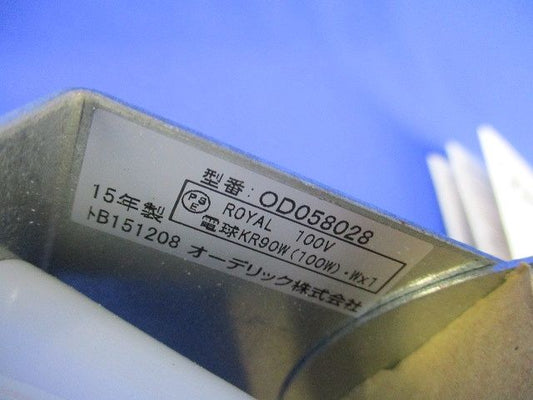 型番：OD058028
PSE ROYAL 100V
電球KR90W(100W)・W×1
15年製
トB151208 オーデリック株式会社